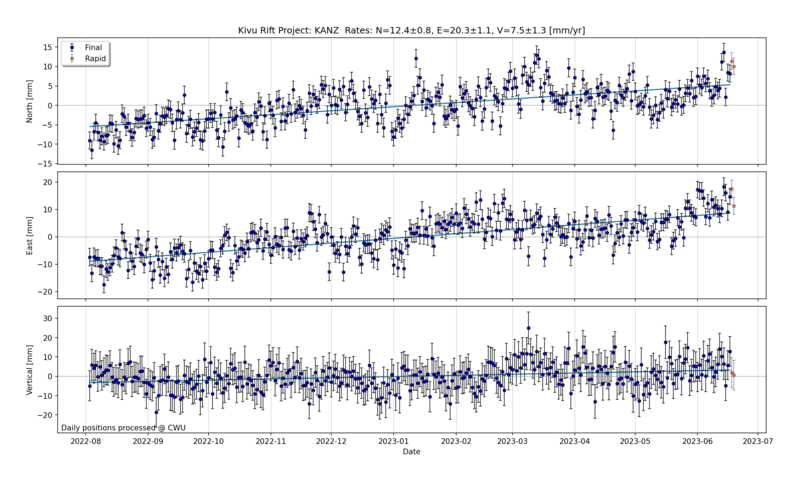 Kivu Rift Project: KANZ  Rates: N=12.4±0.8, E=20.3±1.1, V=7.5±1.3 [mm/yr]
Final
Rapid
North [mm]
15
10
5
0
−5
−10
−15
East [mm]
20
10
0
−10
−20
Vertical [mm]
30
20
10
0
−10
−20
Daily positions processed @ CWU
2022-08 2022-09 2022-10 2022-11 2022-12 2023-01 2023-02 2023-03 2023-04 2023-05 2023-06 2023-07
Date